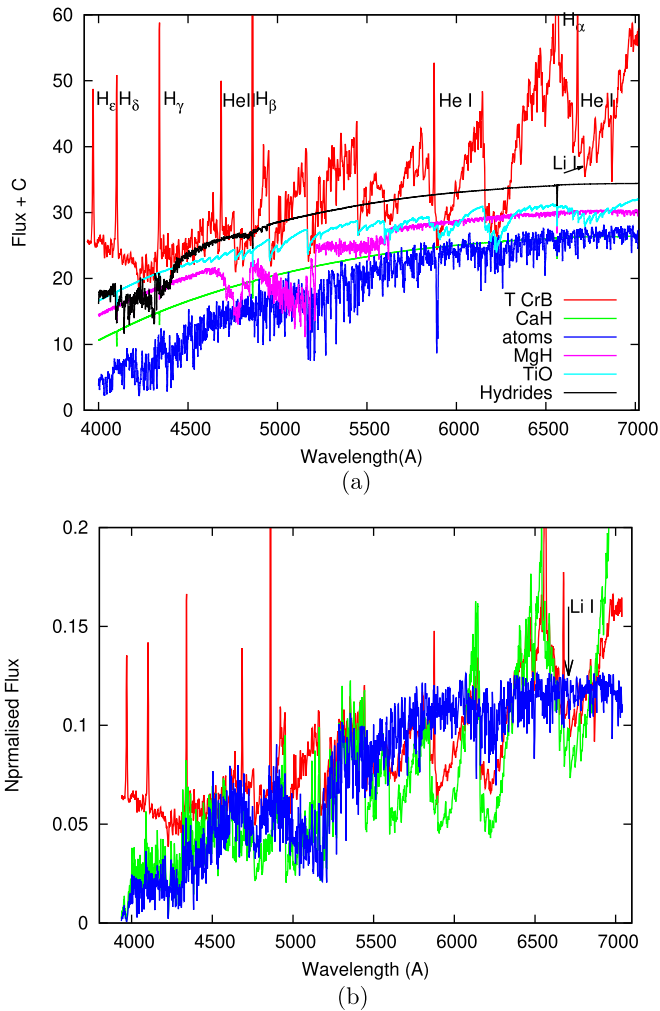 60
50
40
30
20
10
0
Flux + C
H_ε H_δ H_γ HeII H_β He I H_α He I
Li I
T CrB
CaH
atoms
MgH
TiO
Hydrides
4000 4500 5000 5500 6000 6500 7000
Wavelength(A)
(a)
0.2
0.15
0.1
0.05
0
Nprmalised Flux
Li I
4000 4500 5000 5500 6000 6500 7000
Wavelength (A)
(b)